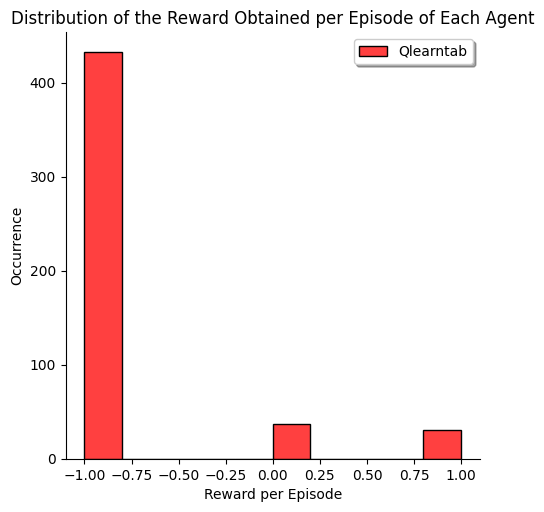 Distribution of the Reward Obtained per Episode of Each Agent
Qlearntab
400
300
200
100
0
Occurrence
−1.00 −0.75 −0.50 −0.25 0.00 0.25 0.50 0.75 1.00
Reward per Episode